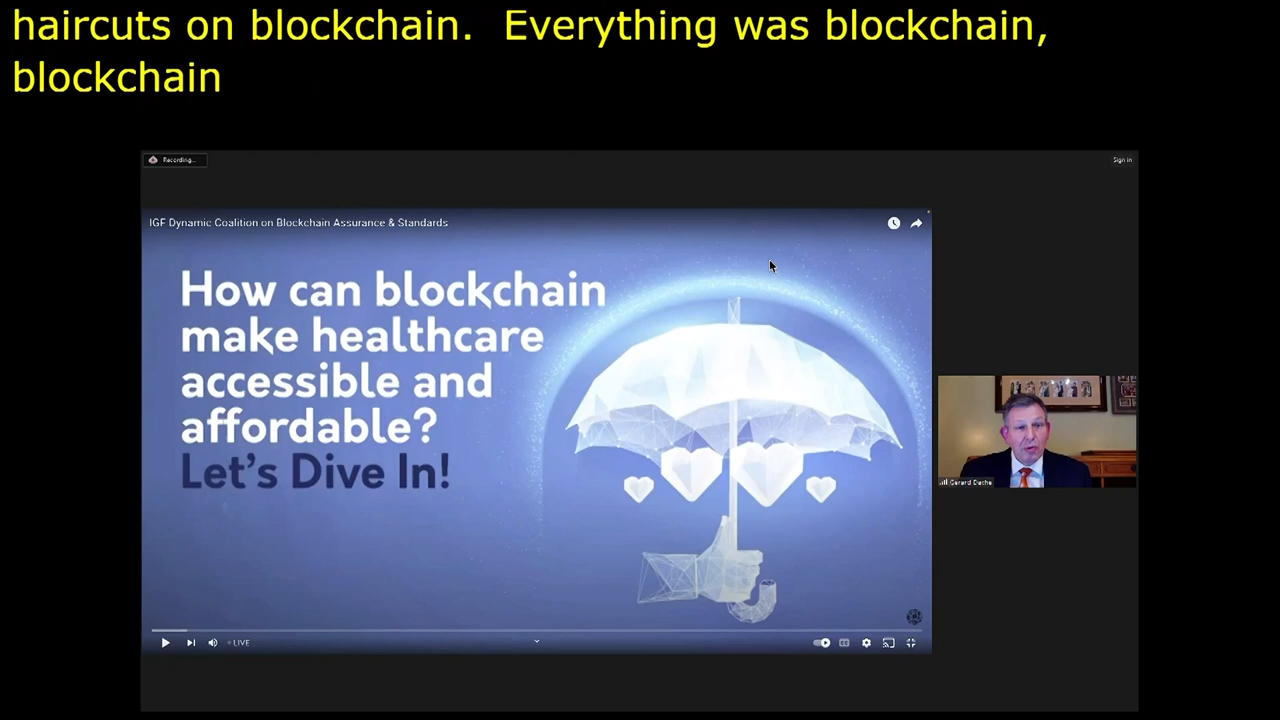 haircuts on blockchain.  Everything was blockchain,
blockchain
Recording...
Sign in
IGF Dynamic Coalition on Blockchain Assurance & Standards
How can blockchain
make healthcare
accessible and
affordable?
Let's Dive In!
Gerard Dache
LIVE